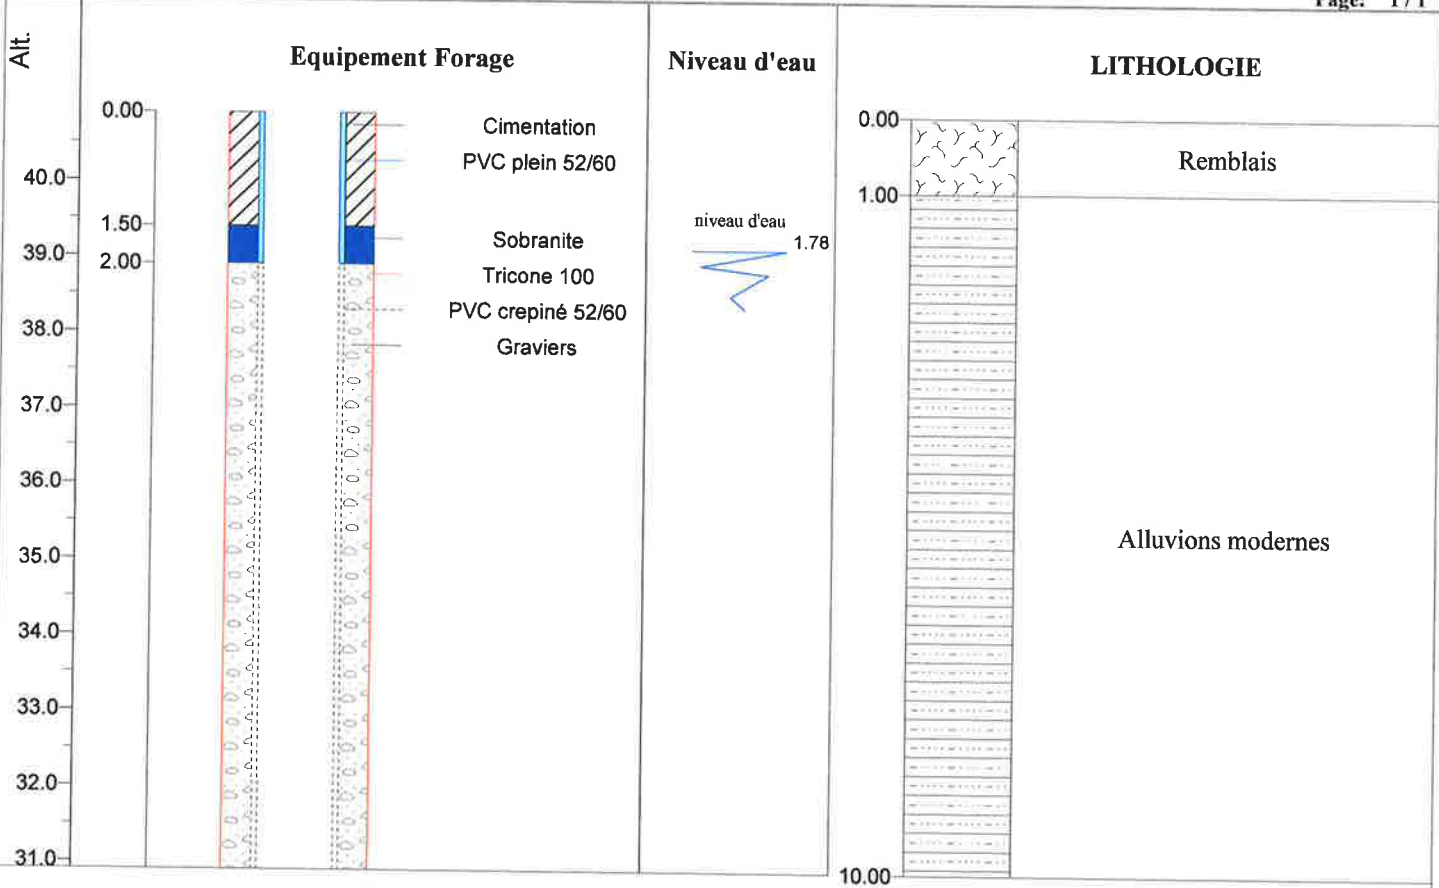 Page: 1 / 1
Alt.
Equipement Forage
Niveau d'eau
LITHOLOGIE
0.00
Cimentation
PVC plein 52/60
1.50
Sobranite
2.00
Tricone 100
PVC crepiné 52/60
Graviers
40.0
39.0
38.0
37.0
36.0
35.0
34.0
33.0
32.0
31.0
niveau d'eau
1.78
0.00
Remblais
1.00
Alluvions modernes
10.00